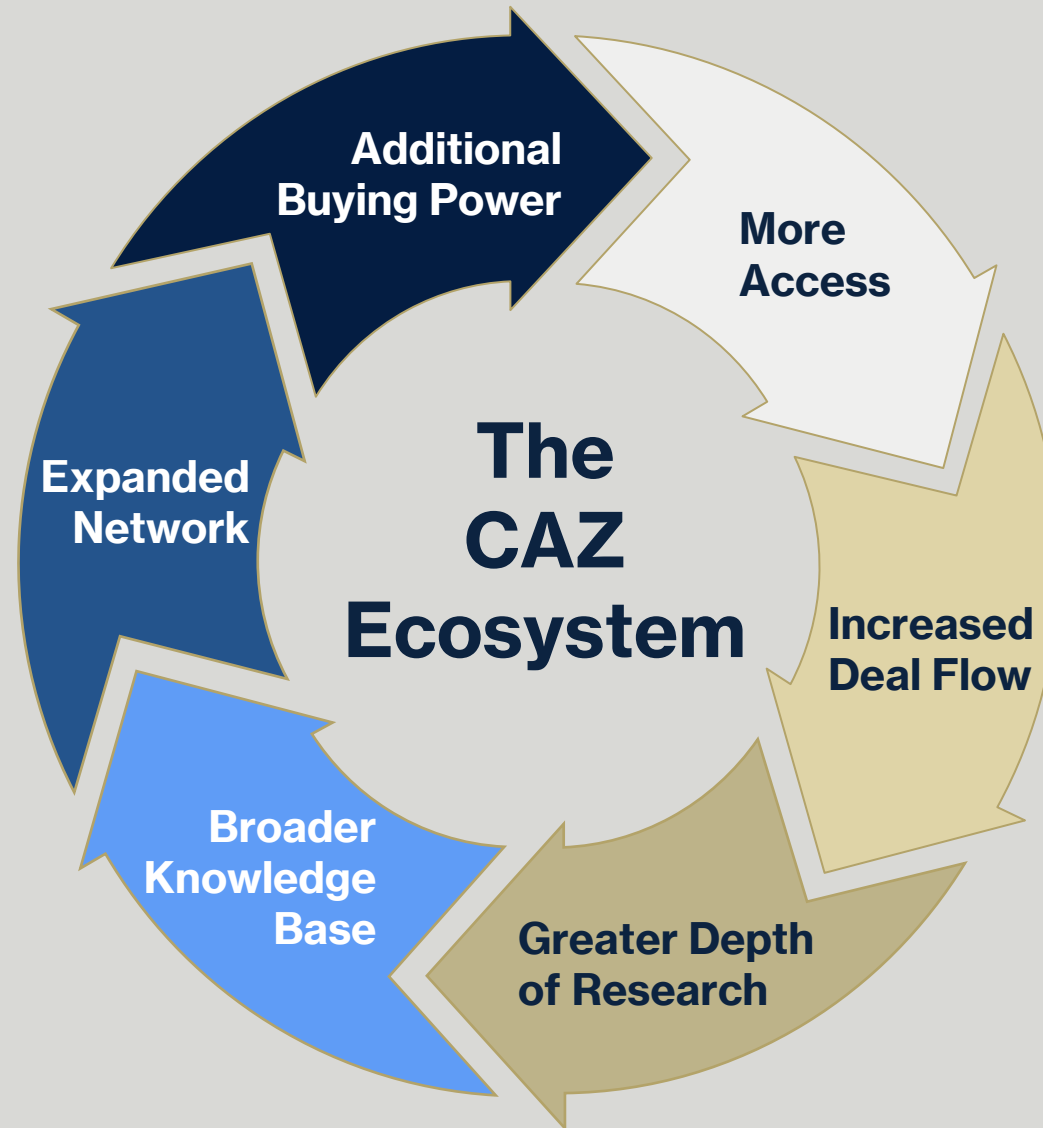 Additional
Buying Power
More
Access
Increased
Deal Flow
Greater Depth
of Research
Broader
Knowledge
Base
Expanded
Network
The
CAZ
Ecosystem